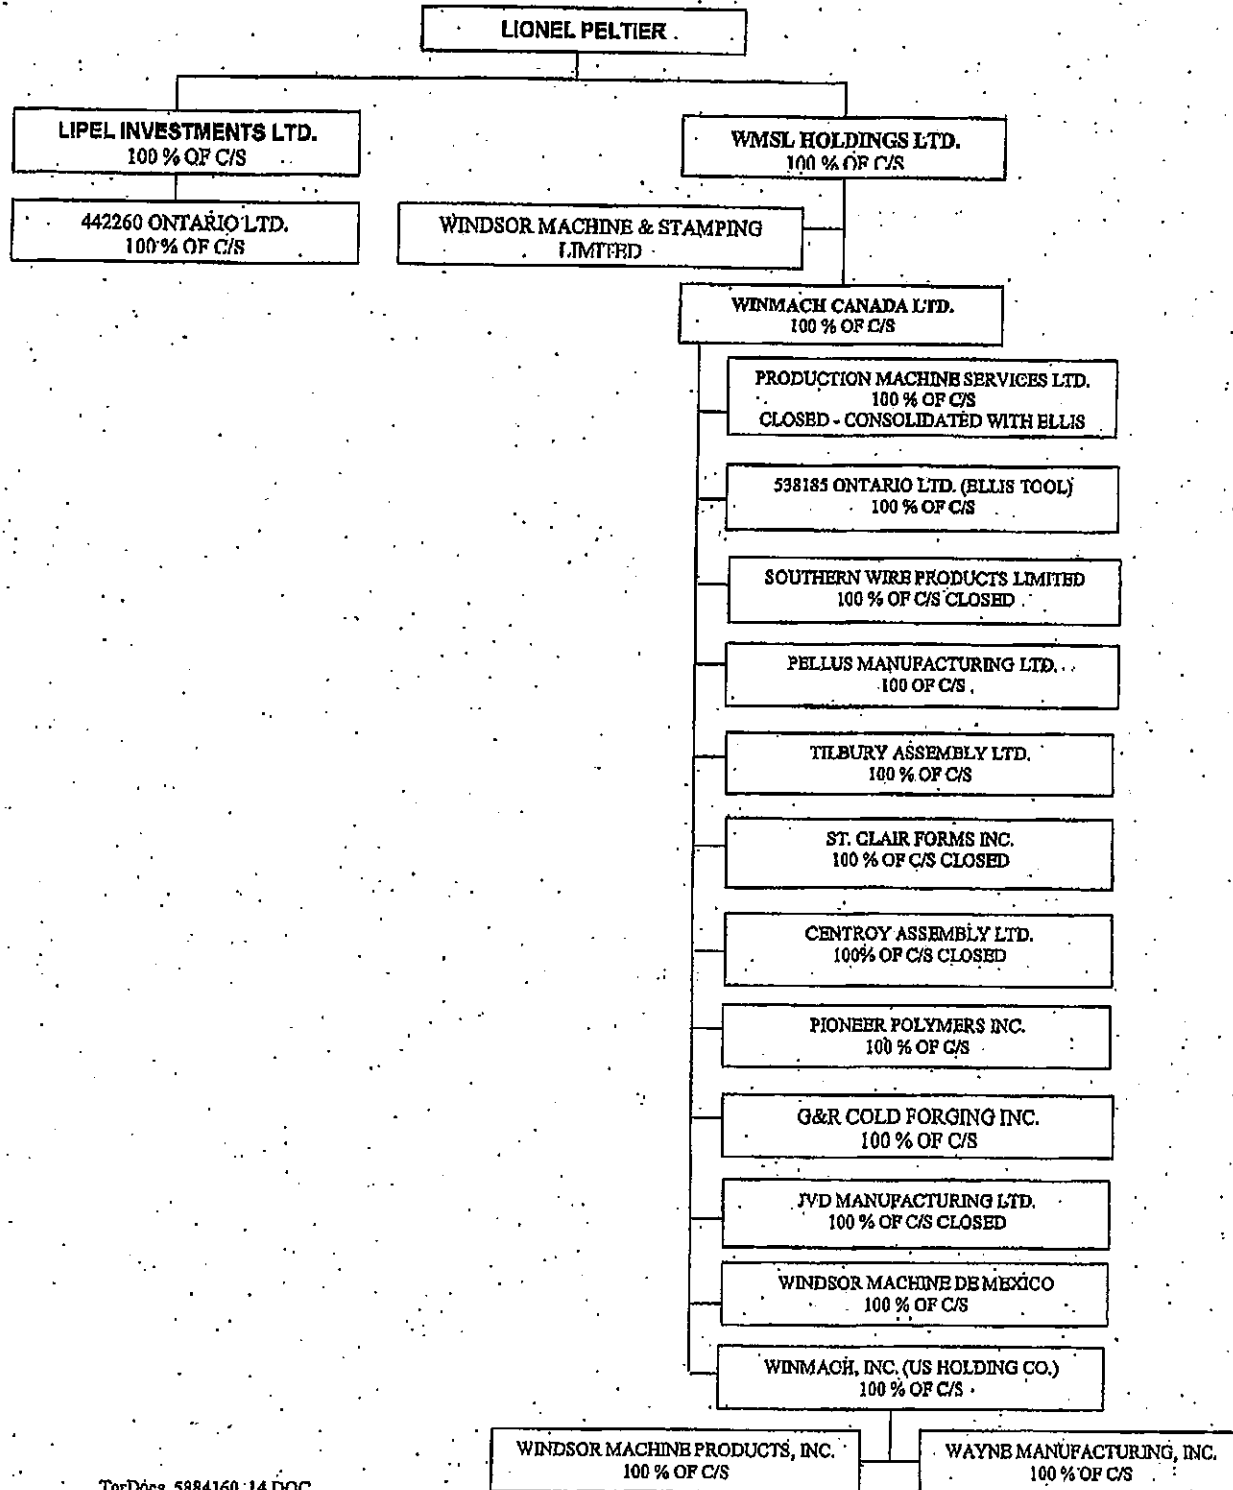 LIONEL PELTIER
LIPEL INVESTMENTS LTD.
100 % OF C/S
WMSL HOLDINGS LTD.
100 % OF C/S
442260 ONTARIO LTD.
100 % OF C/S
WINDSOR MACHINE & STAMPING
LIMITED
WINMACH CANADA LTD.
100 % OF C/S
PRODUCTION MACHINE SERVICES LTD.
100 % OF C/S
CLOSED - CONSOLIDATED WITH ELLIS
538185 ONTARIO LTD. (ELLIS TOOL)
100 % OF C/S
SOUTHERN WIRE PRODUCTS LIMITED
100 % OF C/S CLOSED
PELLUS MANUFACTURING LTD.
100 OF C/S
TILBURY ASSEMBLY LTD.
100 % OF C/S
ST. CLAIR FORMS INC.
100 % OF C/S CLOSED
CENTROY ASSEMBLY LTD.
100% OF C/S CLOSED
PIONEER POLYMERS INC.
100 % OF C/S
G&R COLD FORGING INC.
100 % OF C/S
JVD MANUFACTURING LTD.
100 % OF C/S CLOSED
WINDSOR MACHINE DE MEXICO
100 % OF C/S
WINMACH, INC. (US HOLDING CO.)
100 % OF C/S
WINDSOR MACHINE PRODUCTS, INC.
100 % OF C/S
WAYNE MANUFACTURING, INC.
100 % OF C/S
TorDocs 5884160.14.DOC